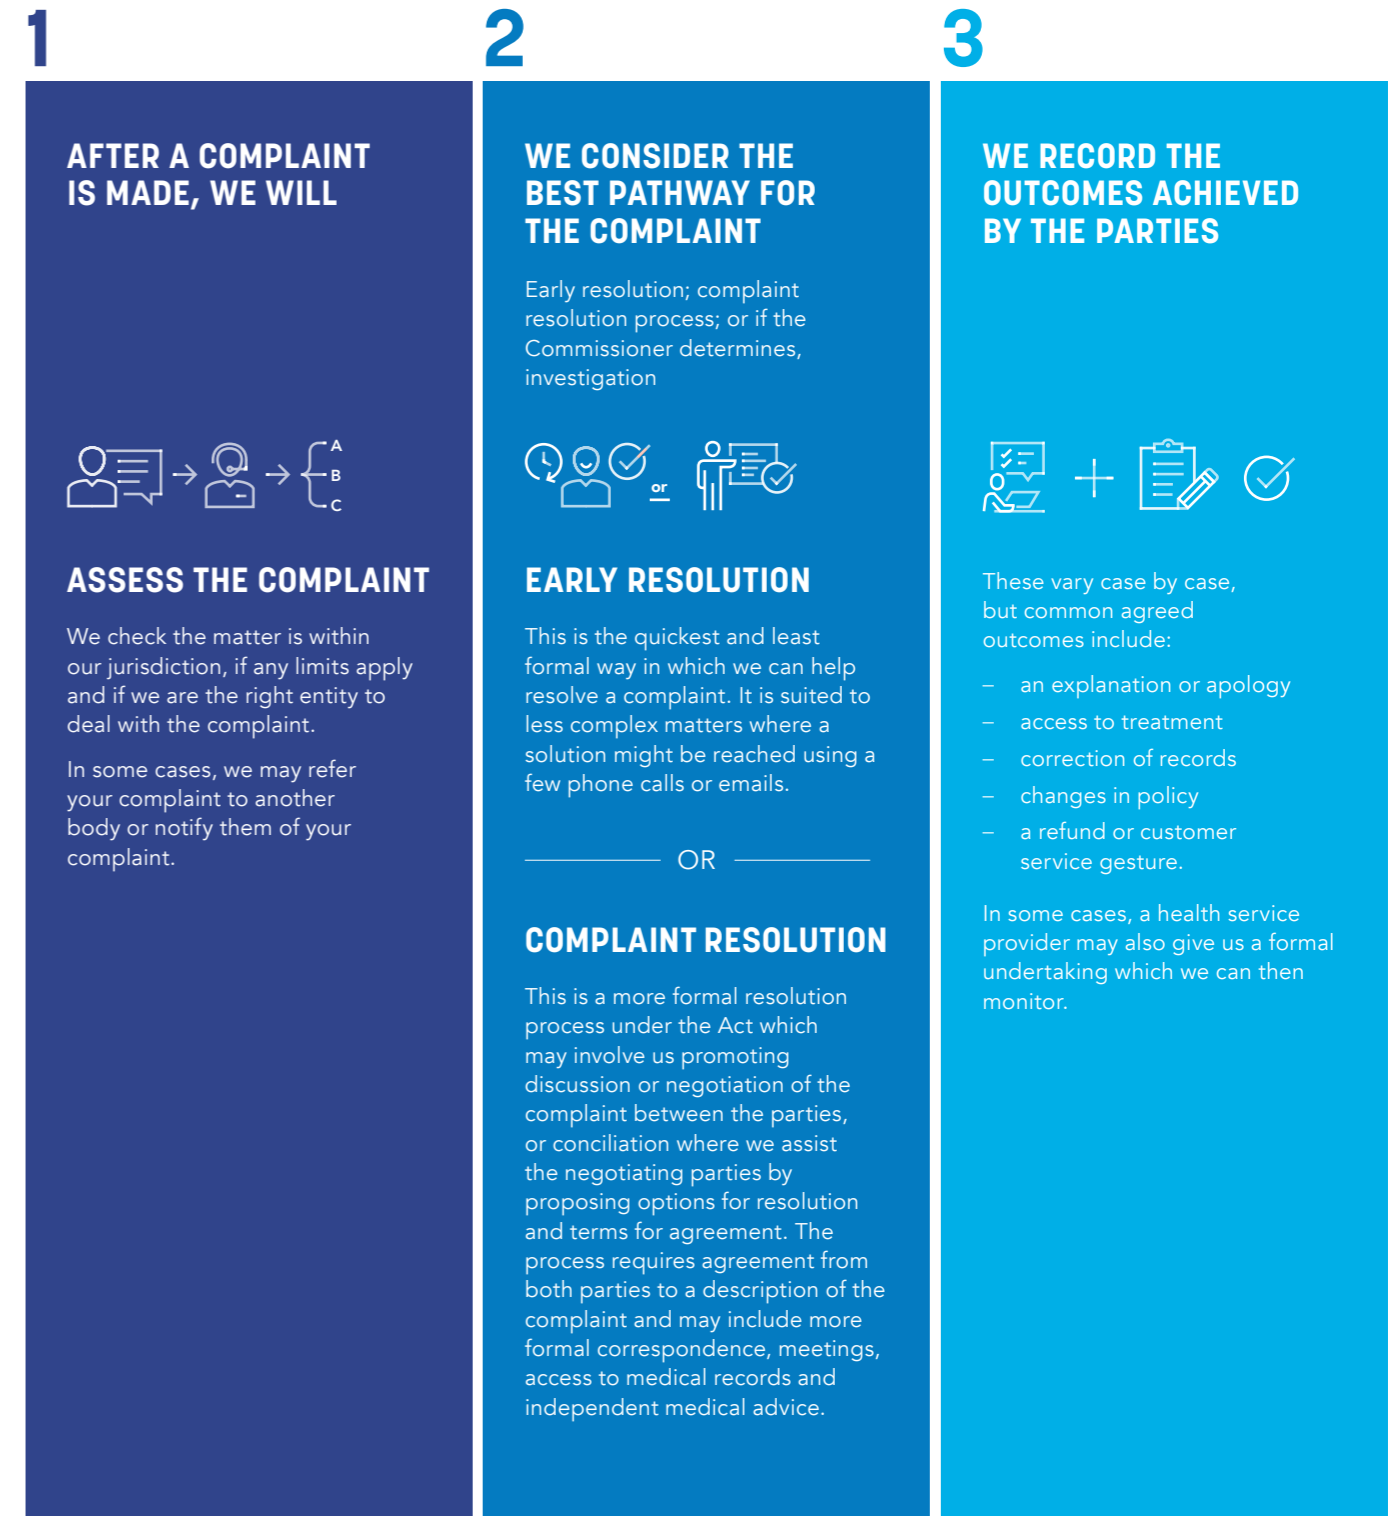 1
AFTER A COMPLAINT
IS MADE, WE WILL
A
B
C
ASSESS THE COMPLAINT
We check the matter is within
our jurisdiction, if any limits apply
and if we are the right entity to
deal with the complaint.
In some cases, we may refer
your complaint to another
body or notify them of your
complaint.
2
WE CONSIDER THE
BEST PATHWAY FOR
THE COMPLAINT
Early resolution; complaint
resolution process; or if the
Commissioner determines,
investigation
or
EARLY RESOLUTION
This is the quickest and least
formal way in which we can help
resolve a complaint. It is suited to
less complex matters where a
solution might be reached using a
few phone calls or emails.
OR
COMPLAINT RESOLUTION
This is a more formal resolution
process under the Act which
may involve us promoting
discussion or negotiation of the
complaint between the parties,
or conciliation where we assist
the negotiating parties by
proposing options for resolution
and terms for agreement. The
process requires agreement from
both parties to a description of the
complaint and may include more
formal correspondence, meetings,
access to medical records and
independent medical advice.
3
WE RECORD THE
OUTCOMES ACHIEVED
BY THE PARTIES
These vary case by case,
but common agreed
outcomes include:
– an explanation or apology
– access to treatment
– correction of records
– changes in policy
– a refund or customer
service gesture.
In some cases, a health service
provider may also give us a formal
undertaking which we can then
monitor.